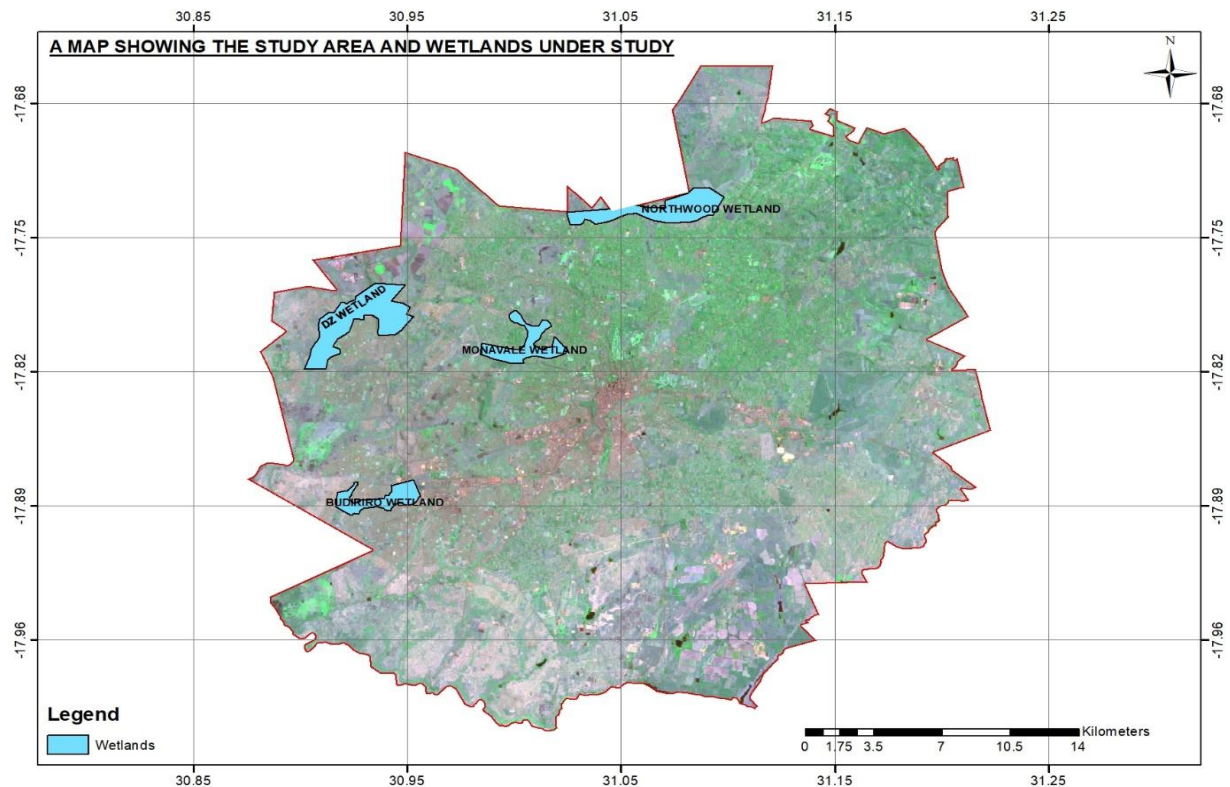 30.85 30.95 31.05 31.15 31.25
A MAP SHOWING THE STUDY AREA AND WETLANDS UNDER STUDY
N
-17.68 -17.68
NORTHWOOD WETLAND
-17.75 -17.75
DZ WETLAND
MONAVALE WETLAND
-17.82 -17.82
BUDIRIRO WETLAND
-17.89 -17.89
-17.96 -17.96
Legend
Wetlands
Kilometers
0 1.75 3.5 7 10.5 14
30.85 30.95 31.05 31.15 31.25